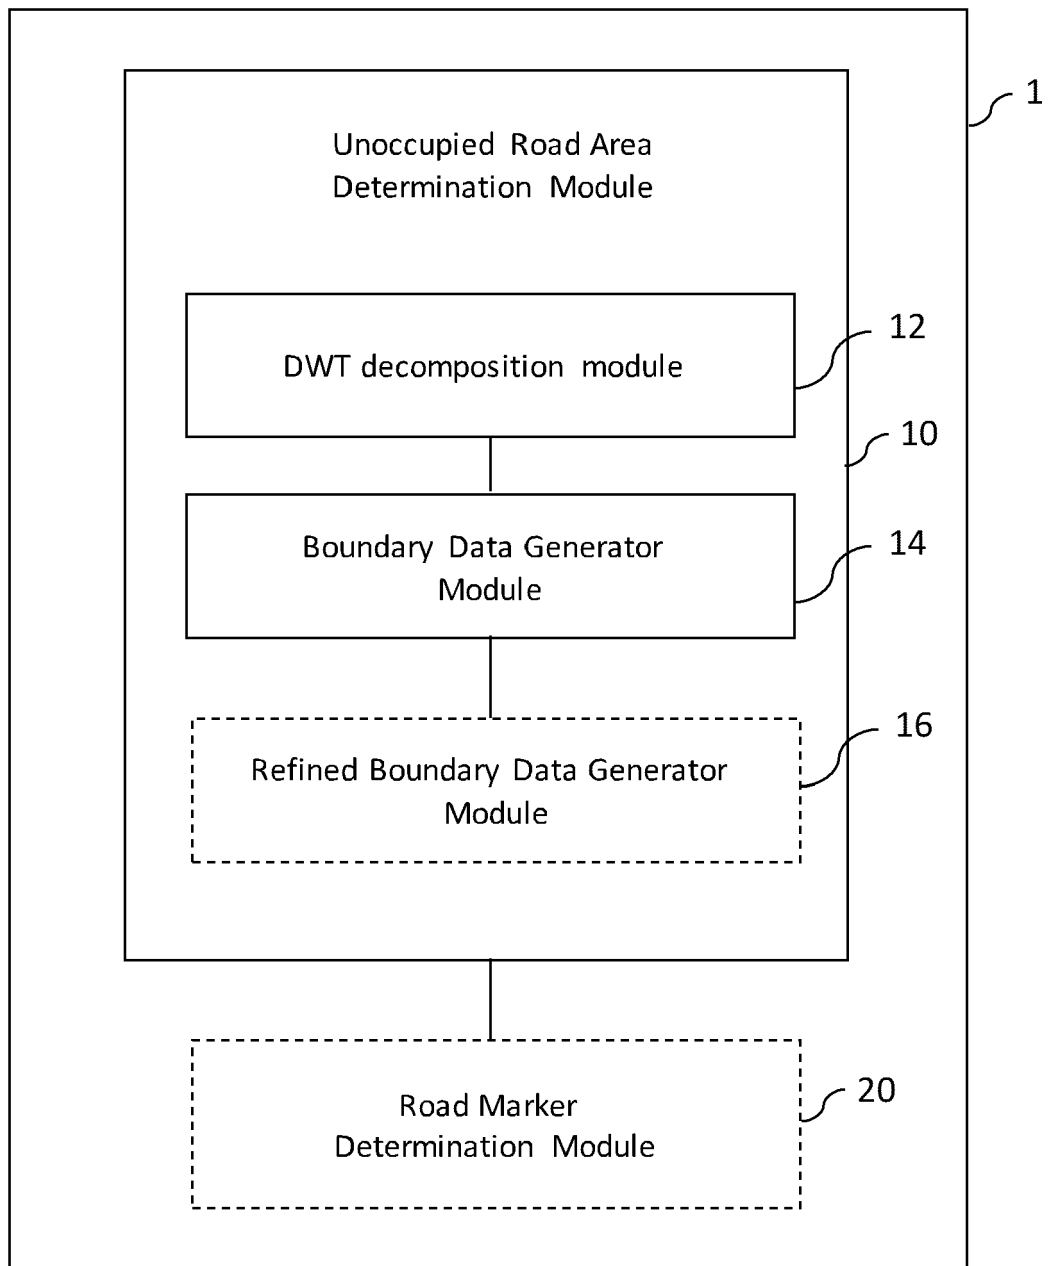 1
Unoccupied Road Area
Determination Module
12
DWT decomposition module
10
Boundary Data Generator
Module
14
16
Refined Boundary Data Generator
Module
20
Road Marker
Determination Module